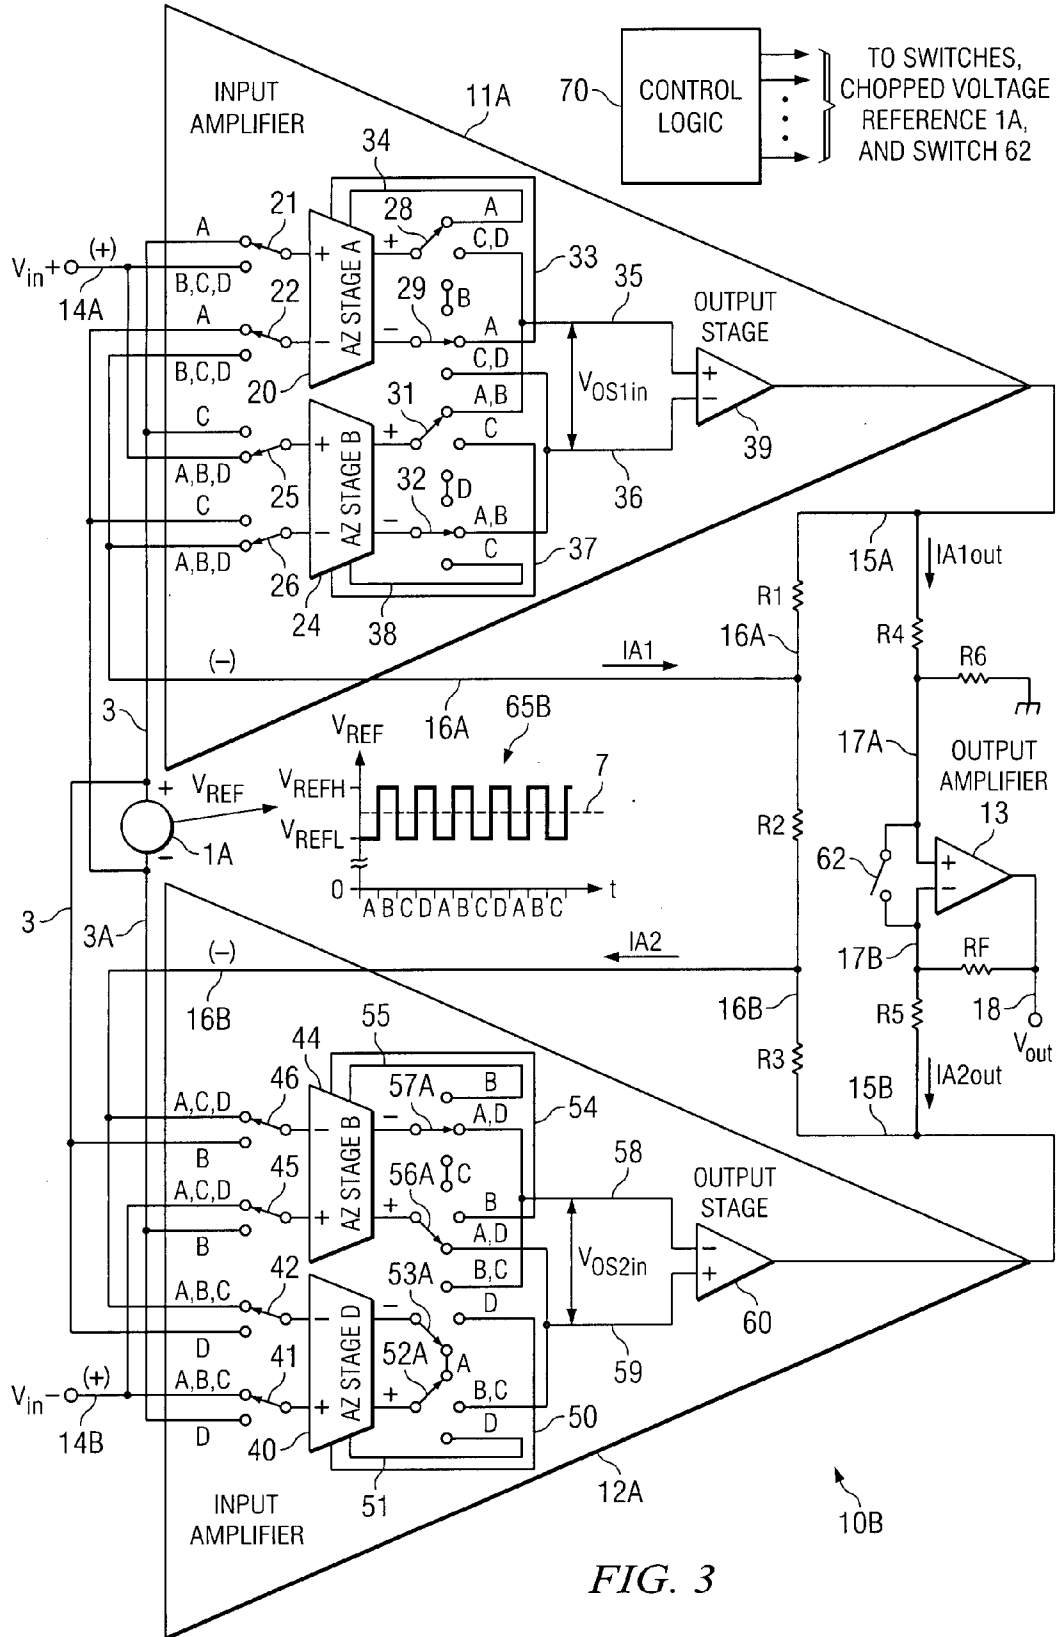 INPUT
AMPLIFIER
11A
70
CONTROL
LOGIC
TO SWITCHES,
CHOPPED VOLTAGE
REFERENCE 1A,
AND SWITCH 62
34
A
21
28
A
C,D
Vin+
(+)
14A
B,C,D
+
AZ STAGE A
+
33
22
29
B
35
OUTPUT
STAGE
A
−
−
A
C,D
B,C,D
20
VOS1in
+
−
39
C
31
A,B
C
+
AZ STAGE B
+
A,B,D
25
32
D
36
C
−
−
A,B
C
A,B,D
26
37
24
38
15A
IA1out
R1
R4
16A
R6
(−)
IA1
16A
3
17A
OUTPUT
AMPLIFIER
13
VREF
65B
VREFH
7
VREFL
0
A B C D A B C D A B C
t
+
VREF
1A
−
R2
62
+
−
3
3A
(−)
16B
IA2
17B
RF
16B
R5
18
Vout
R3
IA2out
15B
44
55
57A
B
A,D
54
A,C,D
46
−
AZ STAGE B
−
B
45
56A
C
58
OUTPUT
STAGE
A,C,D
+
+
B
A,D
B
VOS2in
−
+
60
42
53A
B,C
D
A,B,C
−
AZ STAGE D
−
D
41
52A
A
59
Vin−
(+)
14B
A,B,C
+
+
B,C
D
D
40
50
51
12A
INPUT
AMPLIFIER
10B
FIG. 3